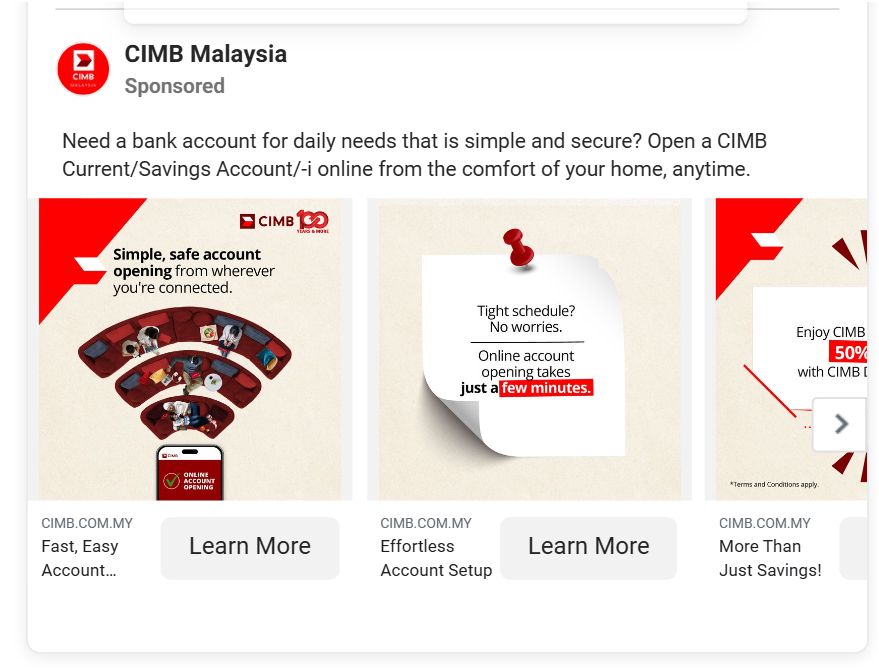 CIMB Malaysia
Sponsored
Need a bank account for daily needs that is simple and secure? Open a CIMB
Current/Savings Account/-i online from the comfort of your home, anytime.
CIMB
100
YEARS & MORE
Simple, safe account
opening from wherever
you're connected.
CIMB
ONLINE
ACCOUNT
OPENING
Tight schedule?
No worries.
Online account
opening takes
just a few minutes.
Enjoy CIMB
50%
with CIMB
*Terms and Conditions apply.
CIMB.COM.MY
Fast, Easy
Account...
Learn More
CIMB.COM.MY
Effortless
Account Setup
Learn More
CIMB.COM.MY
More Than
Just Savings!
CIMB
MALAYSIA